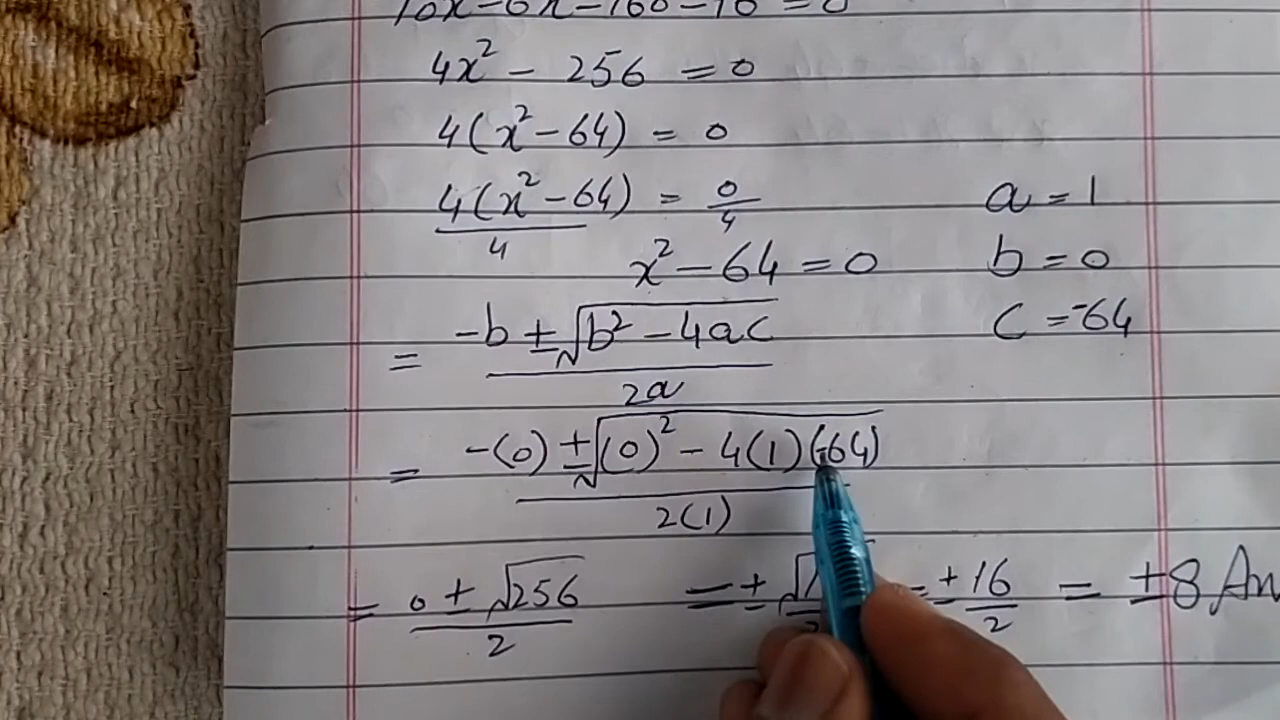 4x² - 256 = 0
4(x² - 64) = 0
4(x² - 64)/4 = 0/4 a = 1
x² - 64 = 0 b = 0
= -b ± √(b² - 4ac) / 2a c = -64
= -(0) ± √((0)² - 4(1)(-64)) / 2(1)
= 0 ± √256 / 2 = ± √ = ± 16/2 = ±8 An